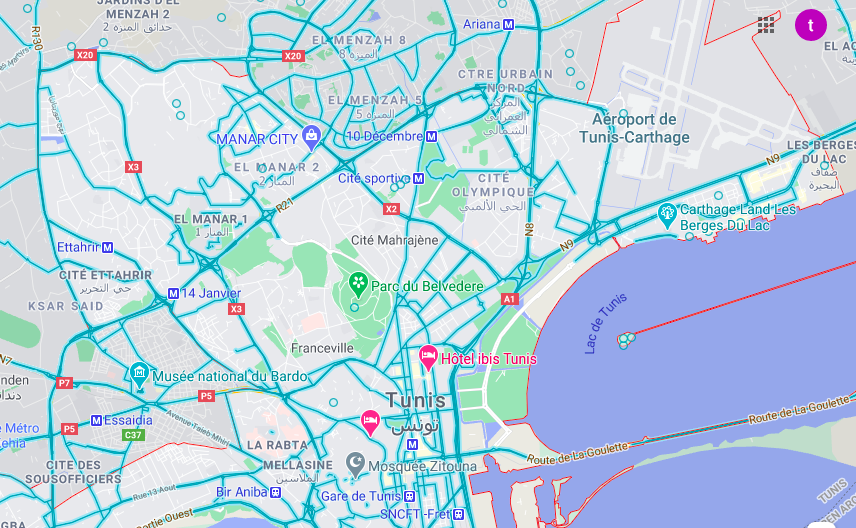 JARDINS D'EL
MENZAH 2
حدائق المنزه 2
R130
X20
X20
Ariana M
t
EL MENZAH 8
المنزه 8
CTRE URBAIN
NORD
المركز
العمراني
الشمالي
EL MENZAH 5
المنزه 5
Aéroport de
Tunis-Carthage
EL AO
MANAR CITY
10 Décembre M
X3
EL MANAR 2
المنار 2
Cité sportive M
CITÉ
OLYMPIQUE
الحي الألمبي
LES BERGES
DU LAC
ضفاف
البحيرة
N9
R21
X2
EL MANAR 1
المنار 1
Carthage Land Les
Berges Du Lac
N8
N9
Cité Mahrajène
Ettahrir M
CITÉ ETTAHRIR
حي التحرير
M 14 Janvier
KSAR SAID
X3
Parc du Belvedere
A1
Lac de Tunis
Franceville
Hôtel ibis Tunis
N7
Musée national du Bardo
P7
P5
Tunis
تونس
M
M Essaidia
P5
C37
Avenue Taieb Mhiri
Route de La Goulette
Route de La Goulette
LA RABTA
MELLASINE
الملاسين
Mosquée Zitouna
CITE DES
SOUSOFFICIERS
Rue 13 Aout
Bir Aniba
Gare de Tunis
SNCFT -Fret
Sortie Ouest
TUNIS